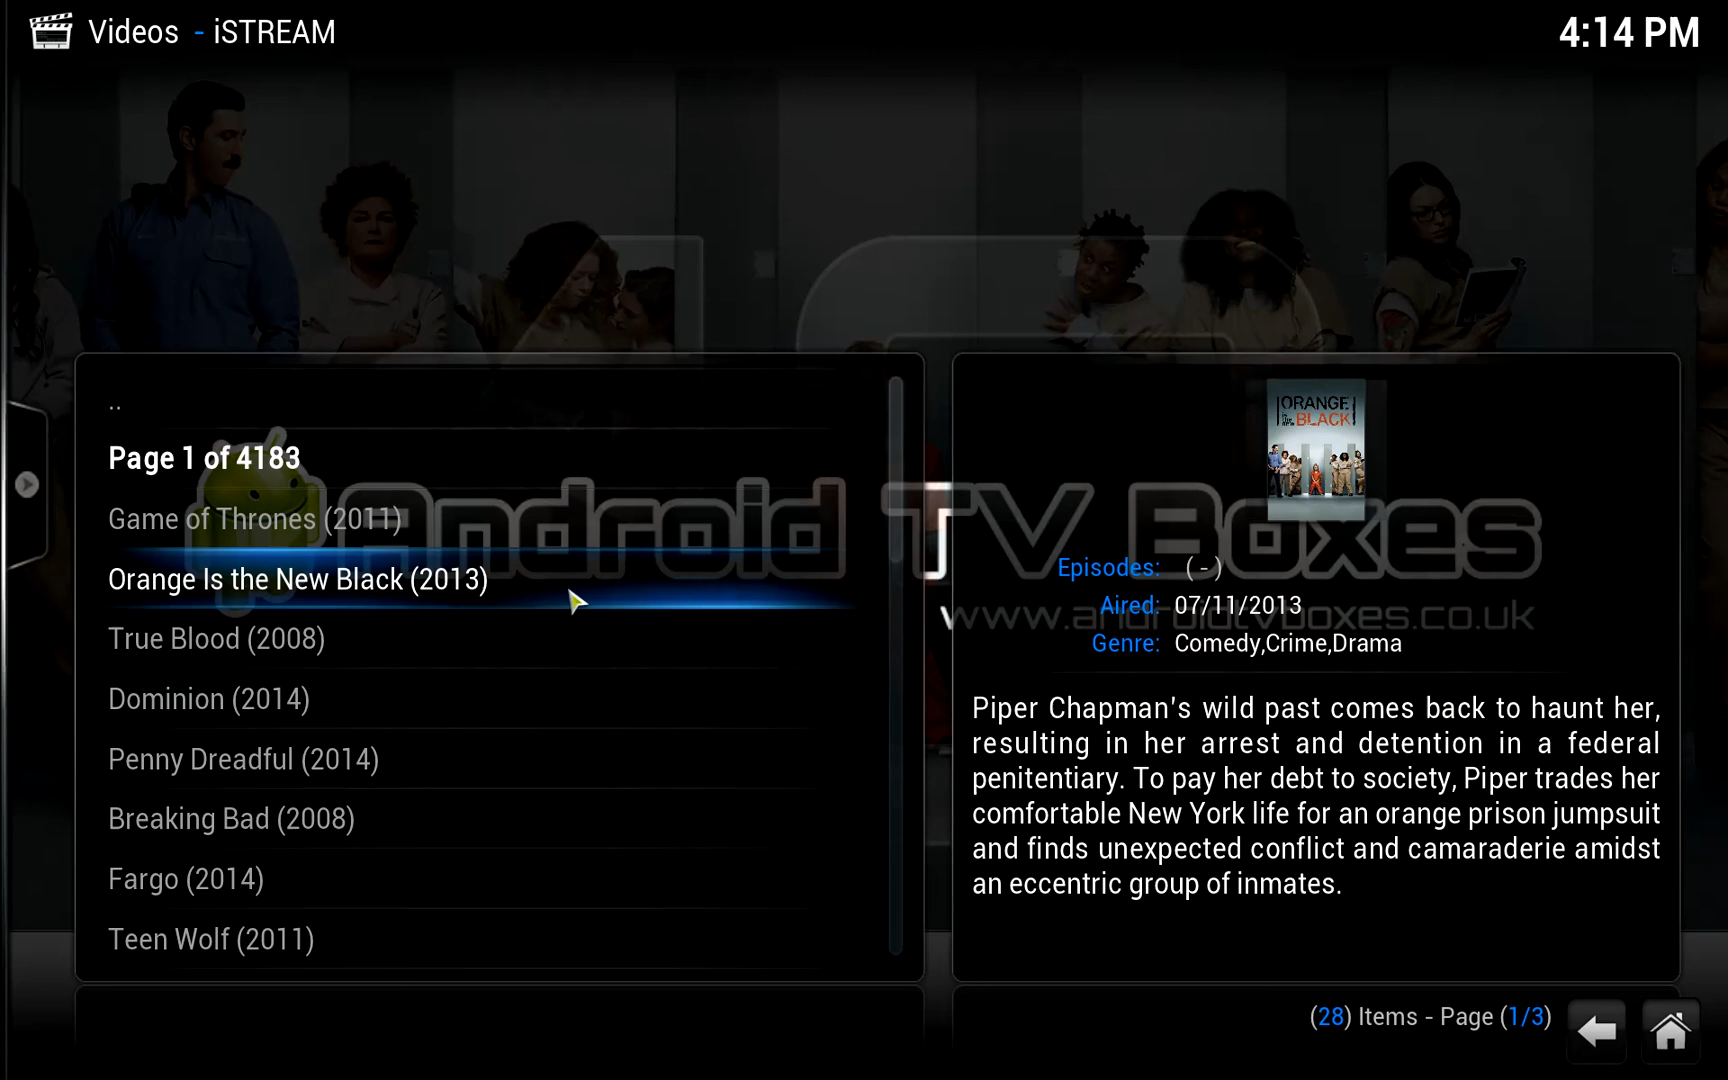 Videos - iSTREAM
4:14 PM
..
Page 1 of 4183
Game of Thrones (2011)
Orange Is the New Black (2013)
True Blood (2008)
Dominion (2014)
Penny Dreadful (2014)
Breaking Bad (2008)
Fargo (2014)
Teen Wolf (2011)
ORANGE
is the new
BLACK
Android TV Boxes
www.androidtvboxes.co.uk
Episodes: ( - )
Aired: 07/11/2013
Genre: Comedy,Crime,Drama
Piper Chapman's wild past comes back to haunt her,
resulting in her arrest and detention in a federal
penitentiary. To pay her debt to society, Piper trades her
comfortable New York life for an orange prison jumpsuit
and finds unexpected conflict and camaraderie amidst
an eccentric group of inmates.
(28) Items - Page (1/3)